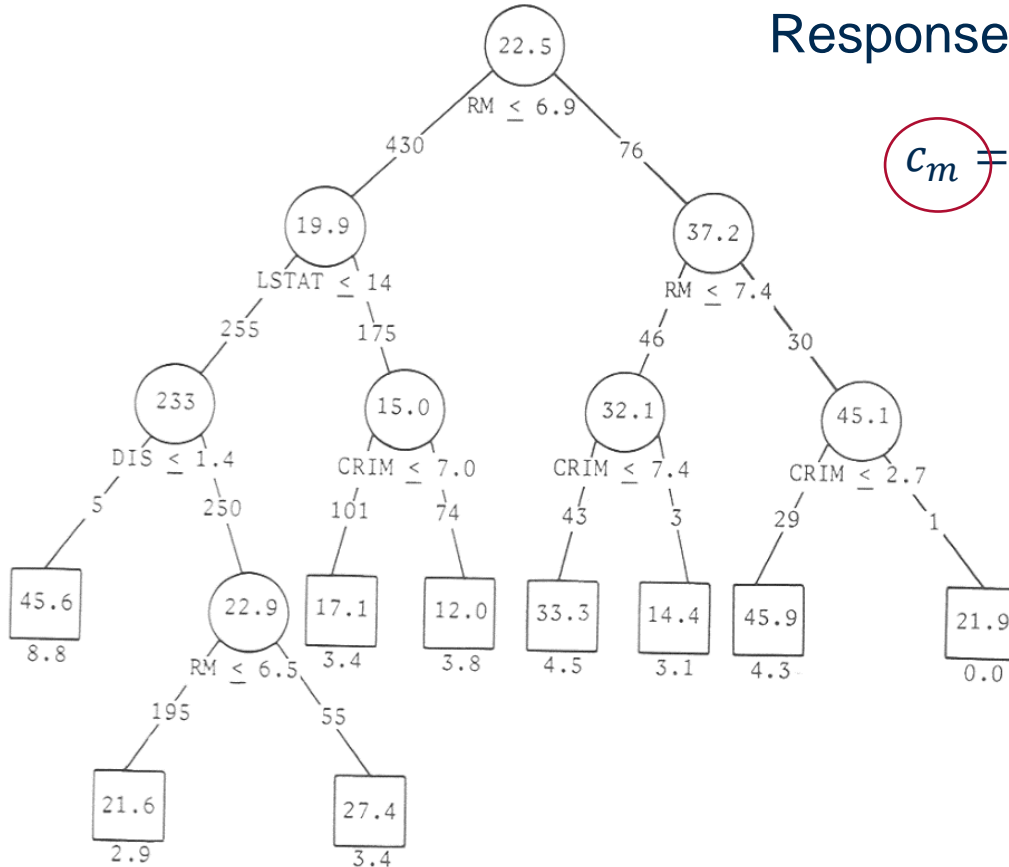 Response
22.5
RM ≤ 6.9
430 76
c_m =
19.9 37.2
LSTAT ≤ 14 RM ≤ 7.4
255 175 46 30
233 15.0 32.1 45.1
DIS ≤ 1.4 CRIM ≤ 7.0 CRIM ≤ 7.4 CRIM ≤ 2.7
5 250 101 74 43 3 29 1
45.6 22.9 17.1 12.0 33.3 14.4 45.9 21.9
8.8 3.4 3.8 4.5 3.1 4.3 0.0
RM ≤ 6.5
195 55
21.6 27.4
2.9 3.4